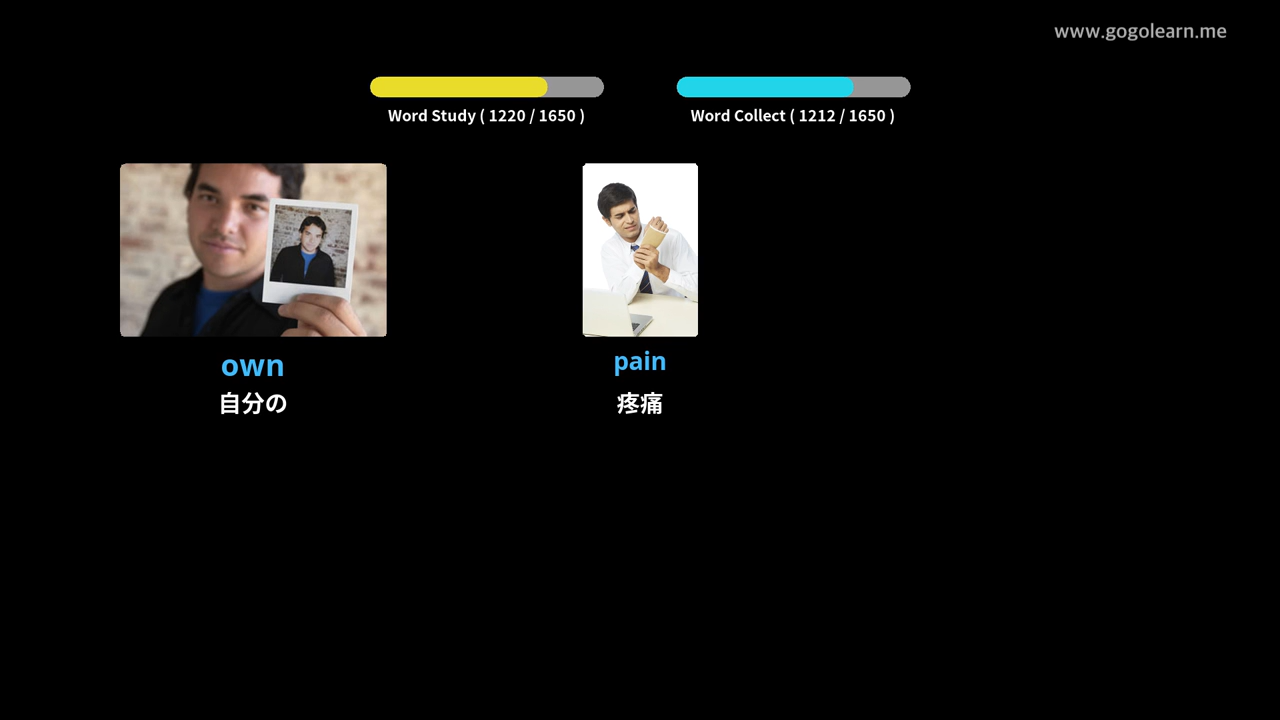 www.gogolearn.me
Word Study ( 1220 / 1650 )
Word Collect ( 1212 / 1650 )
own
自分の
pain
疼痛